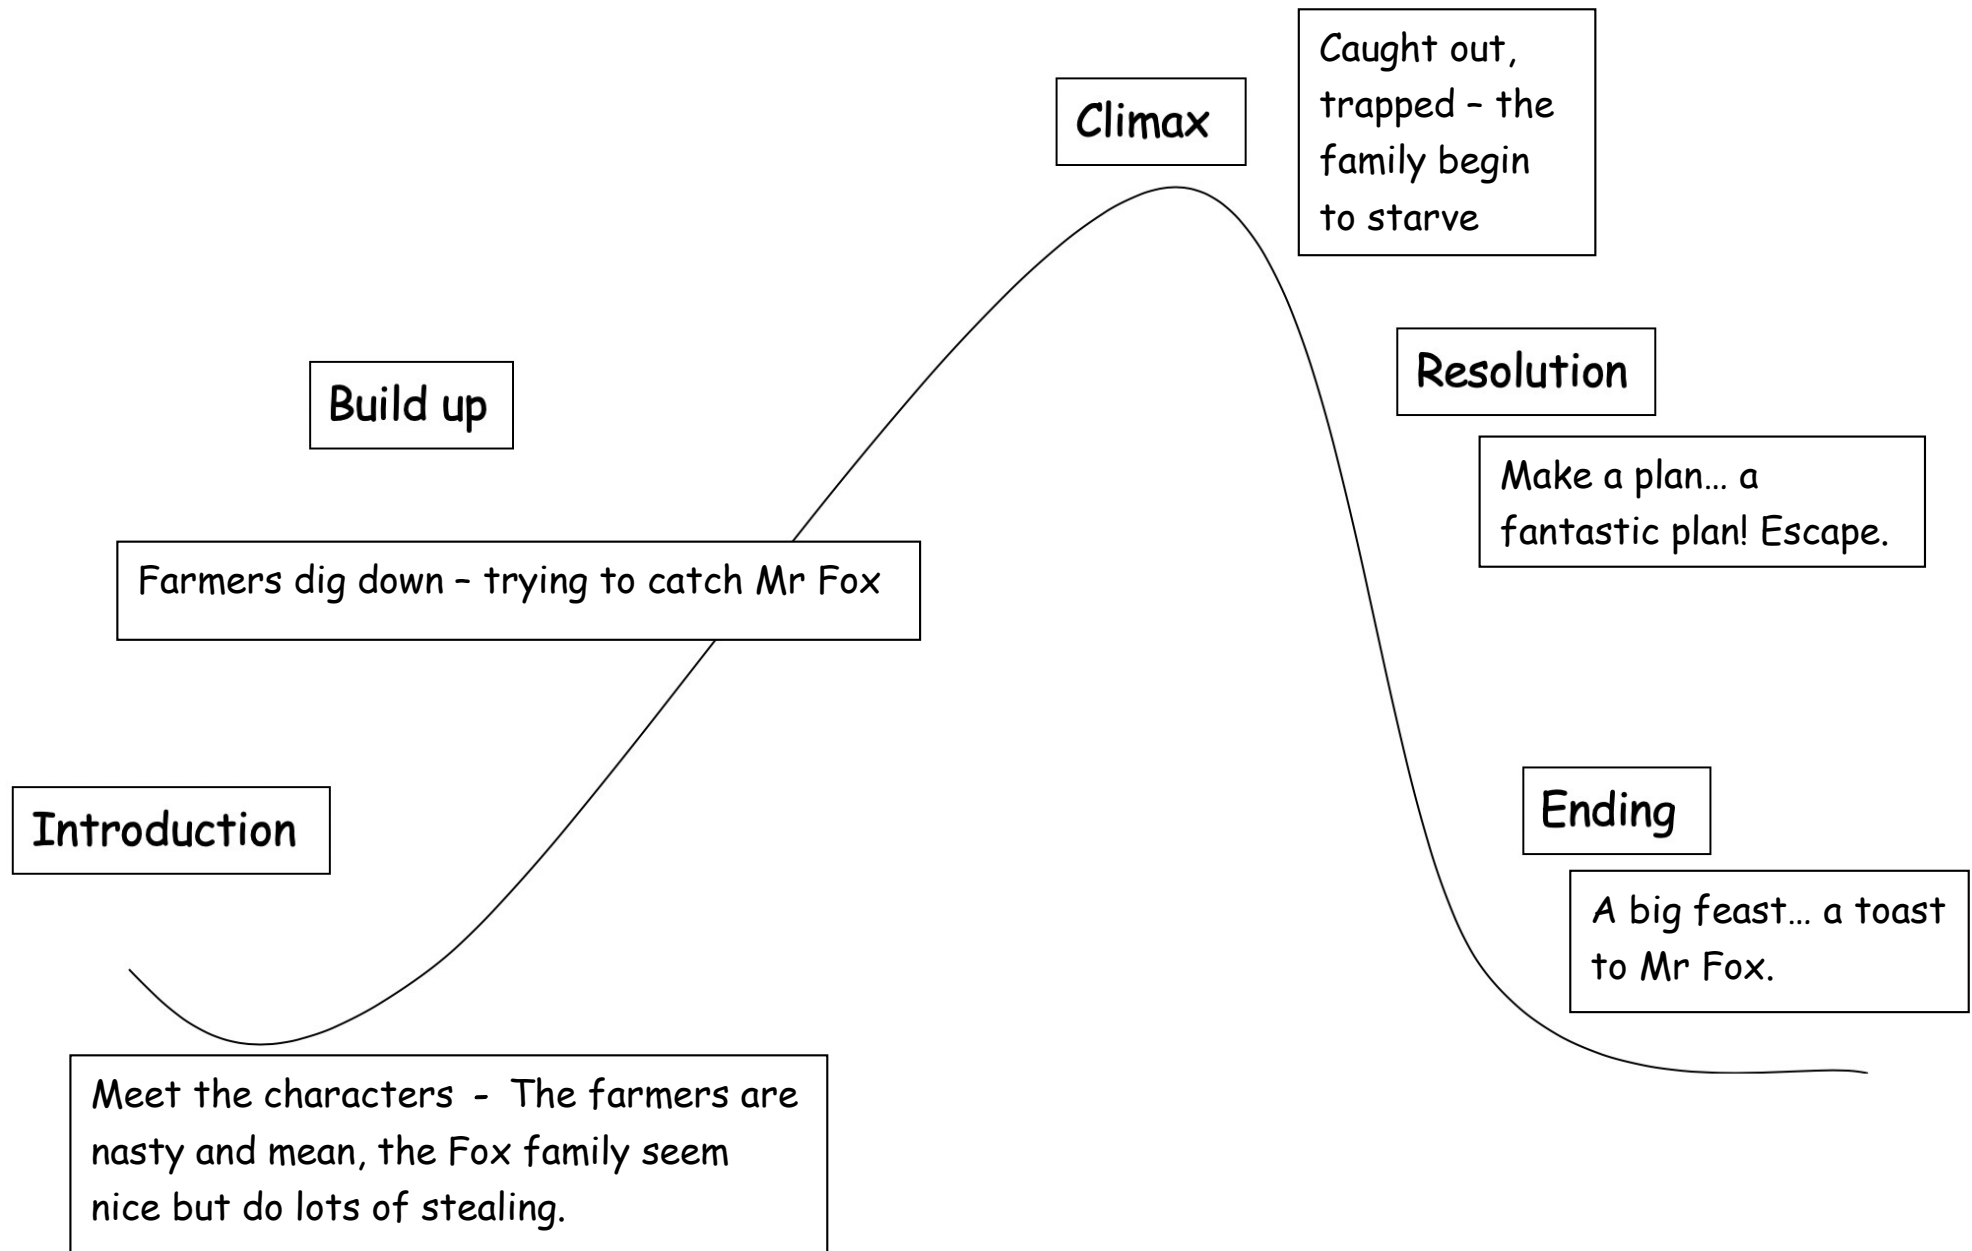 Introduction
Meet the characters - The farmers are
nasty and mean, the Fox family seem
nice but do lots of stealing.
Build up
Farmers dig down – trying to catch Mr Fox
Climax
Caught out,
trapped – the
family begin
to starve
Resolution
Make a plan… a
fantastic plan! Escape.
Ending
A big feast… a toast
to Mr Fox.